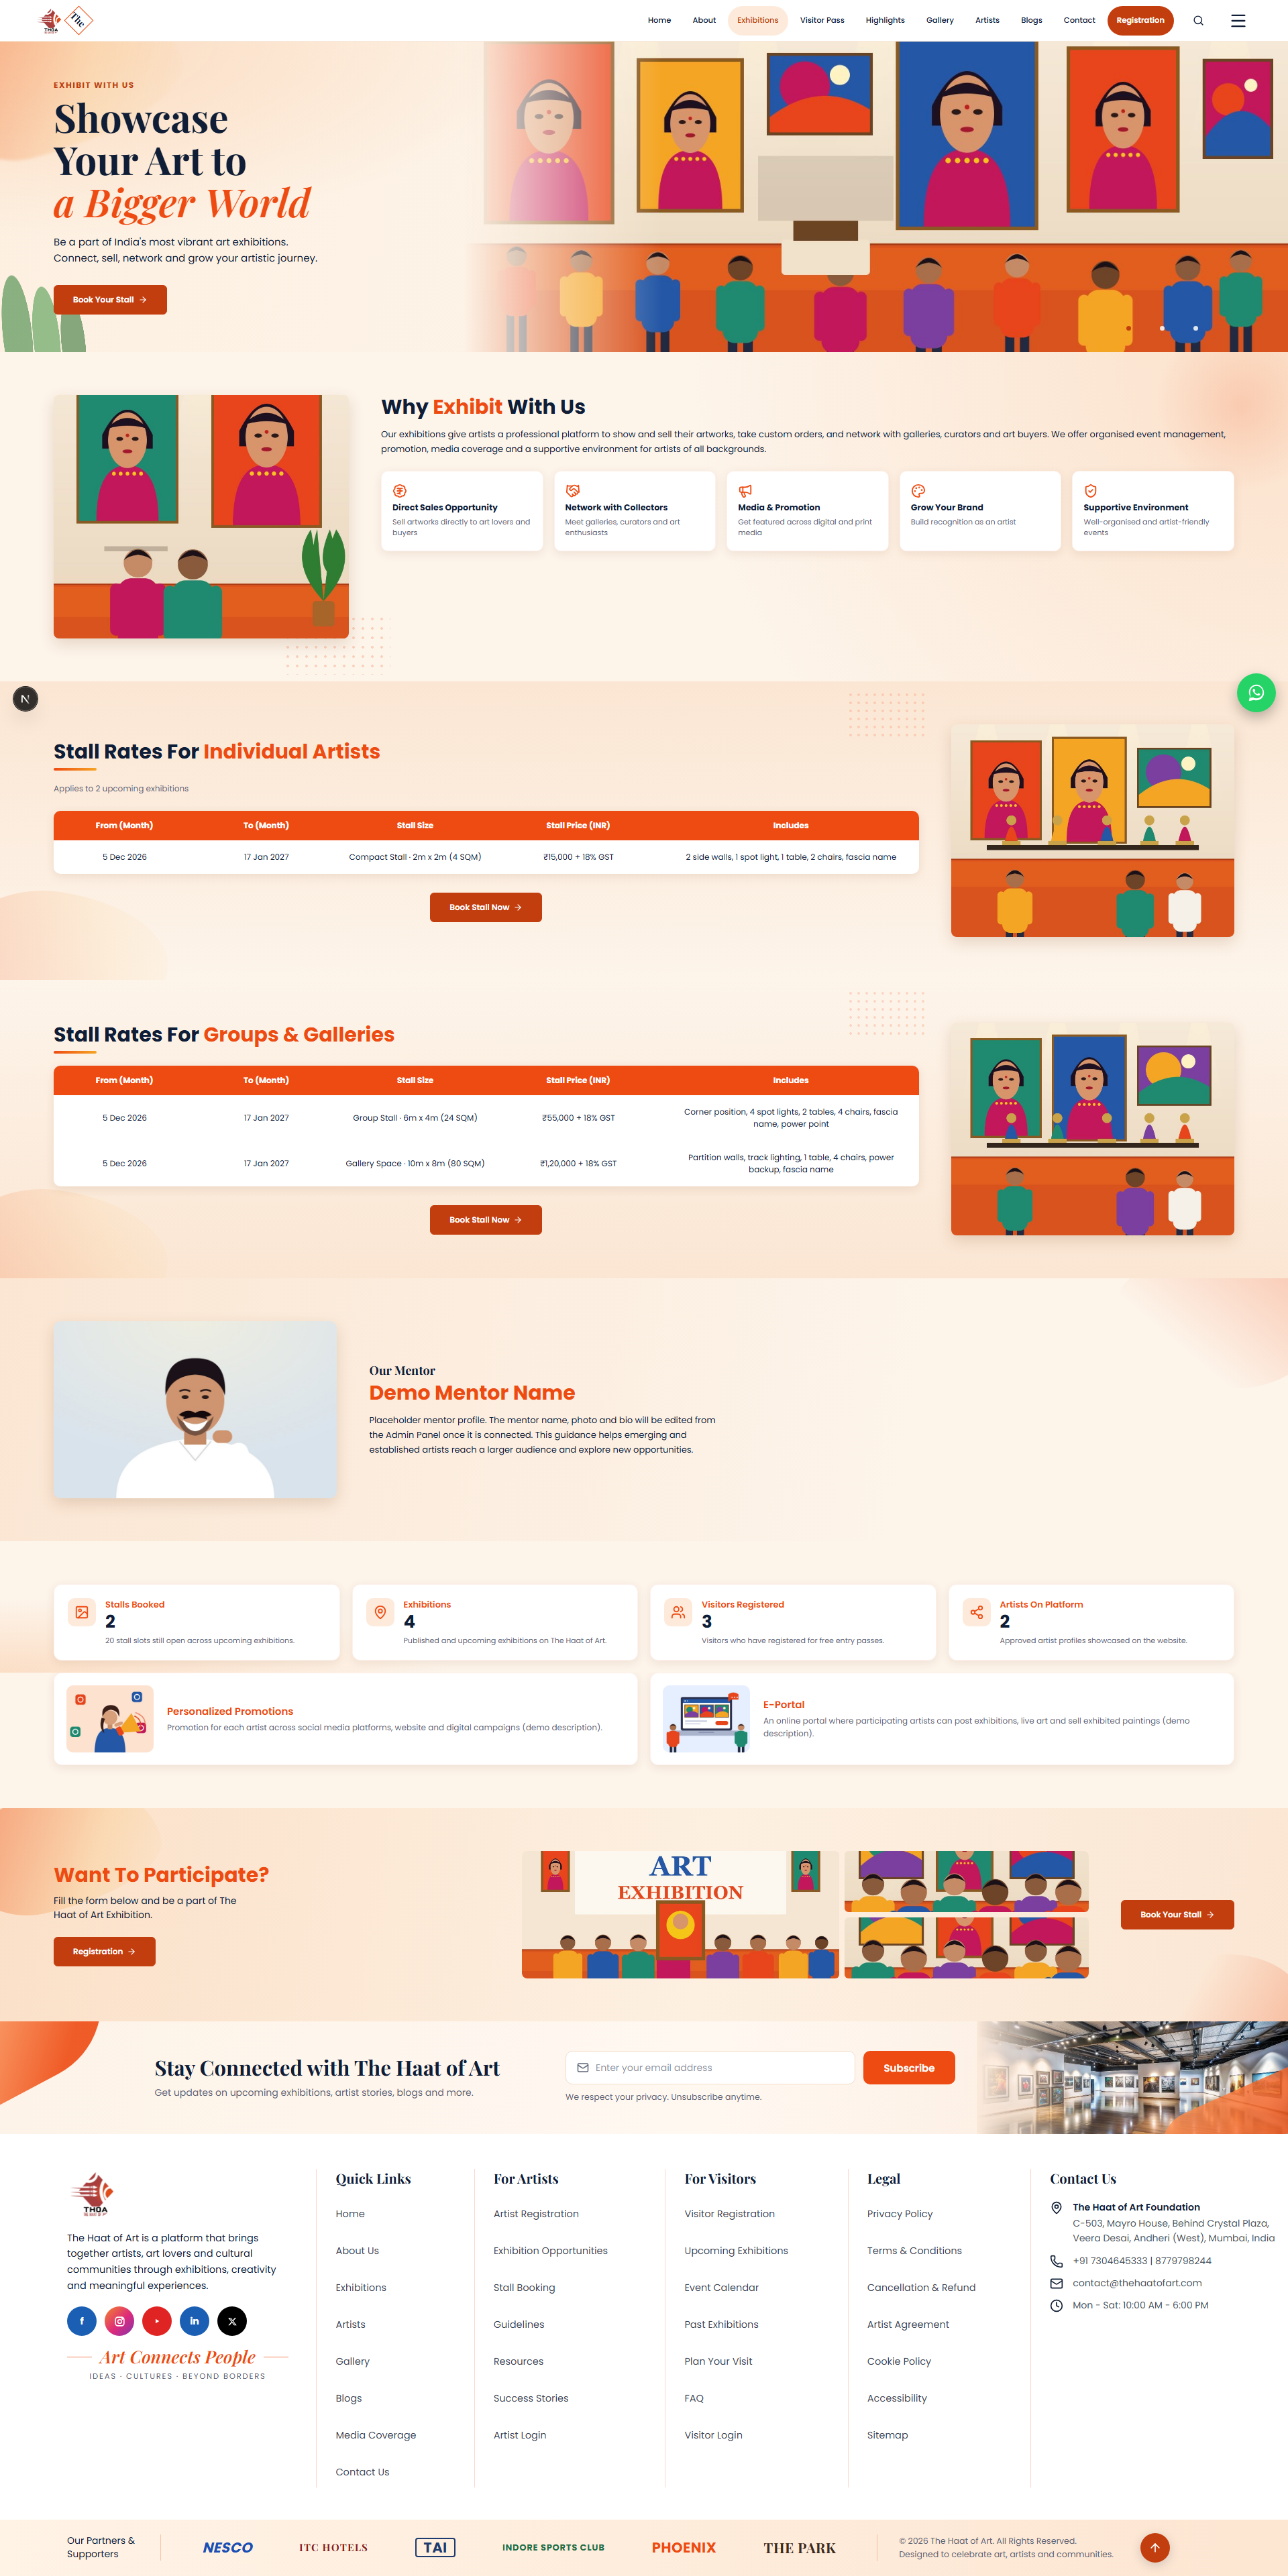 THOA
The
Home
About
Exhibitions
Visitor Pass
Highlights
Gallery
Artists
Blogs
Contact
Registration
EXHIBIT WITH US
Showcase
Your Art to
a Bigger World
Be a part of India's most vibrant art exhibitions.
Connect, sell, network and grow your artistic journey.
Book Your Stall →
Why Exhibit With Us
Our exhibitions give artists a professional platform to show and sell their artworks, take custom orders, and network with galleries, curators and art buyers. We offer organised event management,
promotion, media coverage and a supportive environment for artists of all backgrounds.
Direct Sales Opportunity
Sell artworks directly to art lovers and
buyers
Network with Collectors
Meet galleries, curators and art
enthusiasts
Media & Promotion
Get featured across digital and print
media
Grow Your Brand
Build recognition as an artist
Supportive Environment
Well-organised and artist-friendly
events
N
Stall Rates For Individual Artists
Applies to 2 upcoming exhibitions
From (Month) To (Month) Stall Size Stall Price (INR) Includes
5 Dec 2026 17 Jan 2027 Compact Stall · 2m x 2m (4 SQM) ₹15,000 + 18% GST 2 side walls, 1 spot light, 1 table, 2 chairs, fascia name
Book Stall Now →
Stall Rates For Groups & Galleries
From (Month) To (Month) Stall Size Stall Price (INR) Includes
5 Dec 2026 17 Jan 2027 Group Stall · 6m x 4m (24 SQM) ₹55,000 + 18% GST Corner position, 4 spot lights, 2 tables, 4 chairs, fascia
name, power point
5 Dec 2026 17 Jan 2027 Gallery Space · 10m x 8m (80 SQM) ₹1,20,000 + 18% GST Partition walls, track lighting, 1 table, 4 chairs, power
backup, fascia name
Book Stall Now →
Our Mentor
Demo Mentor Name
Placeholder mentor profile. The mentor name, photo and bio will be edited from
the Admin Panel once it is connected. This guidance helps emerging and
established artists reach a larger audience and explore new opportunities.
Stalls Booked
2
20 stall slots still open across upcoming exhibitions.
Exhibitions
4
Published and upcoming exhibitions on The Haat of Art.
Visitors Registered
3
Visitors who have registered for free entry passes.
Artists On Platform
2
Approved artist profiles showcased on the website.
Personalized Promotions
Promotion for each artist across social media platforms, website and digital campaigns (demo description).
E-Portal
An online portal where participating artists can post exhibitions, live art and sell exhibited paintings (demo
description).
Want To Participate?
Fill the form below and be a part of The
Haat of Art Exhibition.
Registration →
ART
EXHIBITION
Book Your Stall →
Stay Connected with The Haat of Art
Get updates on upcoming exhibitions, artist stories, blogs and more.
Enter your email address
Subscribe
We respect your privacy. Unsubscribe anytime.
THOA
The Haat of Art is a platform that brings
together artists, art lovers and cultural
communities through exhibitions, creativity
and meaningful experiences.
f
in
X
Art Connects People
IDEAS · CULTURES · BEYOND BORDERS
Quick Links
Home
About Us
Exhibitions
Artists
Gallery
Blogs
Media Coverage
Contact Us
For Artists
Artist Registration
Exhibition Opportunities
Stall Booking
Guidelines
Resources
Success Stories
Artist Login
For Visitors
Visitor Registration
Upcoming Exhibitions
Event Calendar
Past Exhibitions
Plan Your Visit
FAQ
Visitor Login
Legal
Privacy Policy
Terms & Conditions
Cancellation & Refund
Artist Agreement
Cookie Policy
Accessibility
Sitemap
Contact Us
The Haat of Art Foundation
C-503, Mayro House, Behind Crystal Plaza,
Veera Desai, Andheri (West), Mumbai, India
+91 7304645333 | 8779798244
contact@thehaatofart.com
Mon - Sat: 10:00 AM - 6:00 PM
Our Partners &
Supporters
NESCO
ITC HOTELS
TAI
INDORE SPORTS CLUB
PHOENIX
THE PARK
© 2026 The Haat of Art. All Rights Reserved.
Designed to celebrate art, artists and communities.